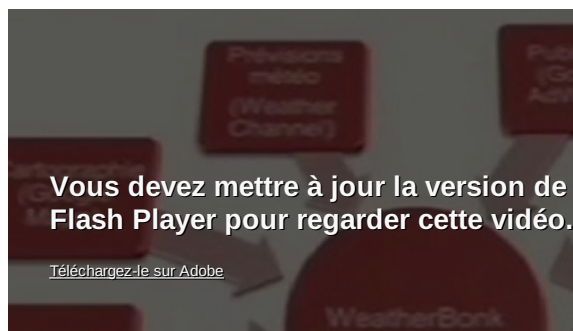 Prévisions
météo
(Weather
Channel)
Vous devez mettre à jour la version de
Flash Player pour regarder cette vidéo.
Téléchargez-le sur Adobe
WeatherBonk